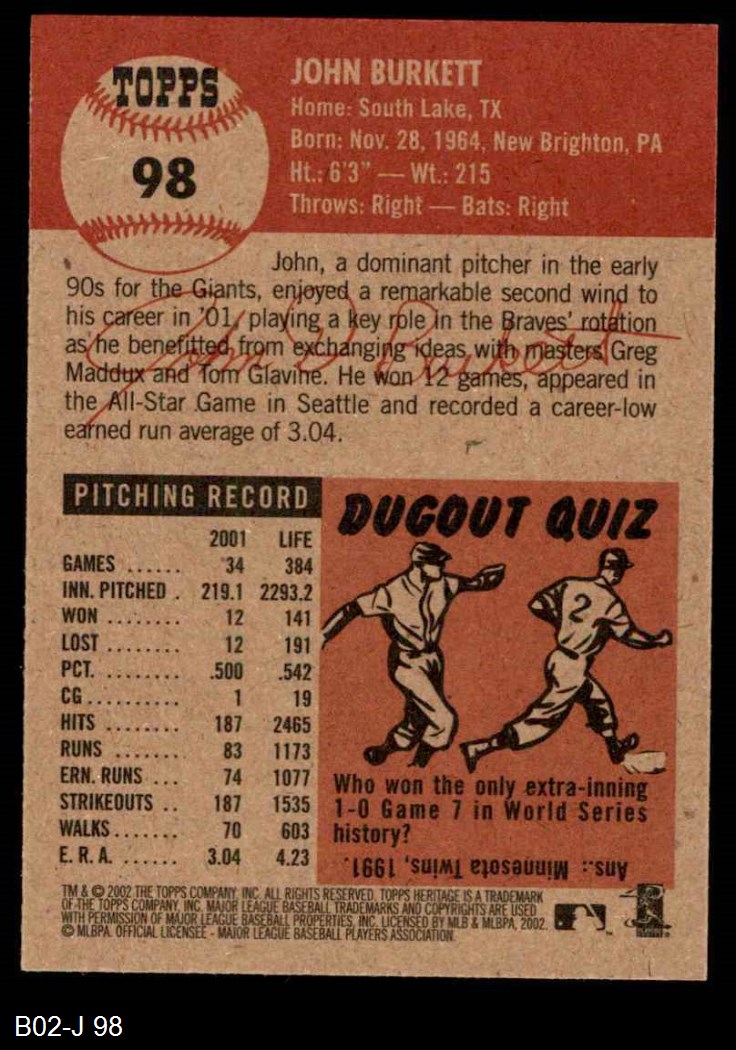 TOPPS
98
JOHN BURKETT
Home: South Lake, TX
Born: Nov. 28, 1964, New Brighton, PA
Ht.: 6'3" — Wt.: 215
Throws: Right — Bats: Right
John, a dominant pitcher in the early
90s for the Giants, enjoyed a remarkable second wind to
his career in '01, playing a key role in the Braves' rotation
as he benefitted from exchanging ideas with masters Greg
Maddux and Tom Glavine. He won 12 games, appeared in
the All-Star Game in Seattle and recorded a career-low
earned run average of 3.04.
John D Burkett
PITCHING RECORD
2001 LIFE
GAMES ...... 34 384
INN. PITCHED . 219.1 2293.2
WON ........ 12 141
LOST ........ 12 191
PCT. ........ .500 .542
CG.......... 1 19
HITS ........ 187 2465
RUNS ....... 83 1173
ERN. RUNS ... 74 1077
STRIKEOUTS .. 187 1535
WALKS....... 70 603
E. R. A. ...... 3.04 4.23
DUGOUT QUIZ
2
Who won the only extra-inning
1-0 Game 7 in World Series
history?
Ans.: Minnesota Twins, 1991.
TM & © 2002 THE TOPPS COMPANY, INC. ALL RIGHTS RESERVED. TOPPS HERITAGE IS A TRADEMARK
OF THE TOPPS COMPANY, INC. MAJOR LEAGUE BASEBALL TRADEMARKS AND COPYRIGHTS ARE USED
WITH PERMISSION OF MAJOR LEAGUE BASEBALL PROPERTIES, INC. LICENSED BY MLB & MLBPA, 2002.
© MLBPA. OFFICIAL LICENSEE - MAJOR LEAGUE BASEBALL PLAYERS ASSOCIATION.
B02-J 98